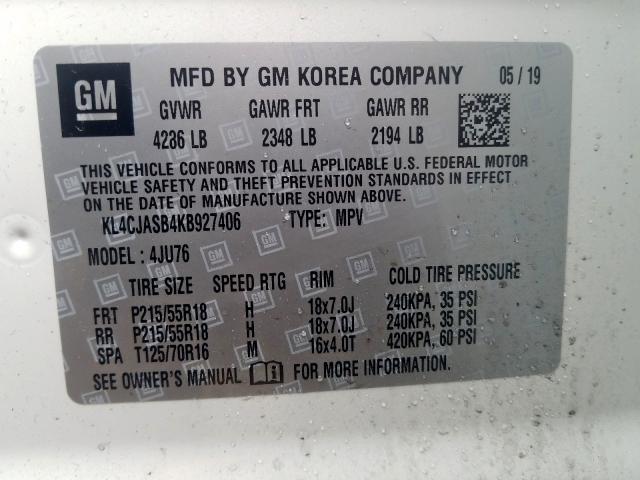 GM MFD BY GM KOREA COMPANY 05 / 19
GVWR GAWR FRT GAWR RR
4236 LB 2348 LB 2194 LB
THIS VEHICLE CONFORMS TO ALL APPLICABLE U.S. FEDERAL MOTOR
VEHICLE SAFETY AND THEFT PREVENTION STANDARDS IN EFFECT
ON THE DATE OF MANUFACTURE SHOWN ABOVE.
KL4CJASB4KB927406 TYPE: MPV
MODEL : 4JU76
TIRE SIZE SPEED RTG RIM COLD TIRE PRESSURE
FRT P215/55R18 H 18x7.0J 240KPA, 35 PSI
RR P215/55R18 H 18x7.0J 240KPA, 35 PSI
SPA T125/70R16 M 16x4.0T 420KPA, 60 PSI
SEE OWNER'S MANUAL FOR MORE INFORMATION.